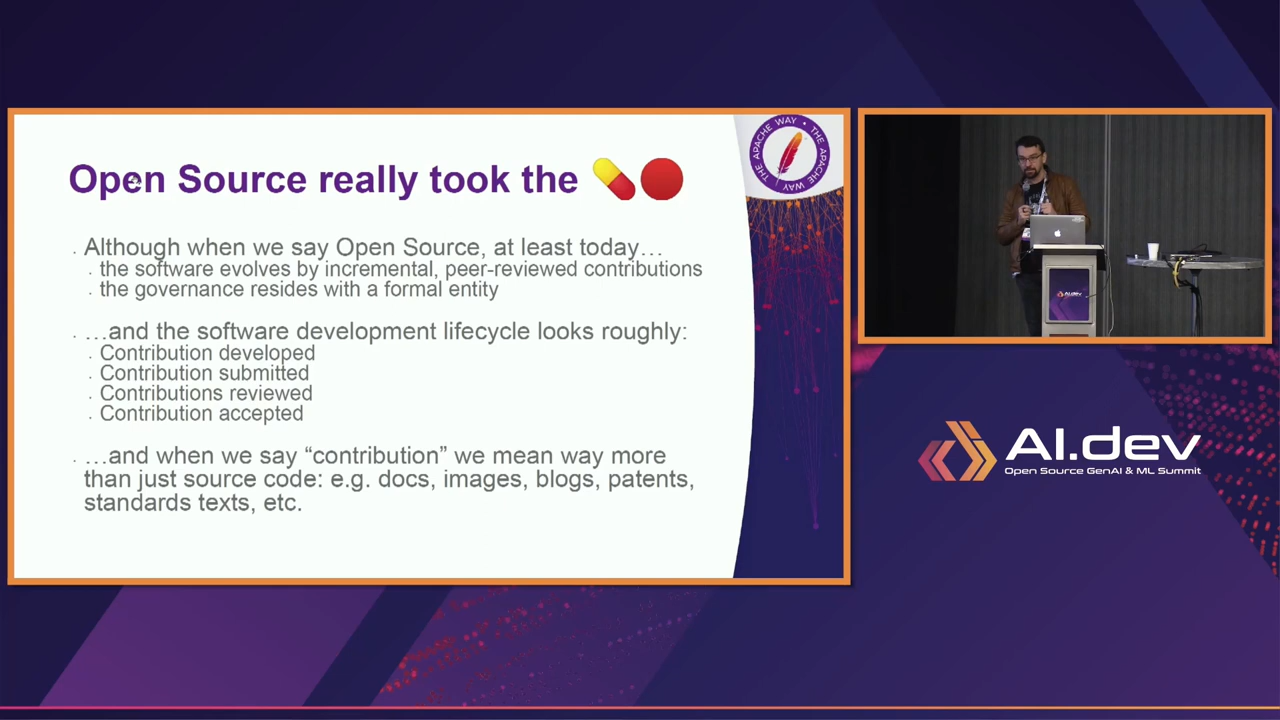 Open Source really took the
Although when we say Open Source, at least today…
the software evolves by incremental, peer-reviewed contributions
the governance resides with a formal entity
…and the software development lifecycle looks roughly:
Contribution developed
Contribution submitted
Contributions reviewed
Contribution accepted
…and when we say “contribution” we mean way more
than just source code: e.g. docs, images, blogs, patents,
standards texts, etc.
THE APACHE WAY • THE APACHE WAY •
AI.dev
AI.dev
Open Source GenAI & ML Summit